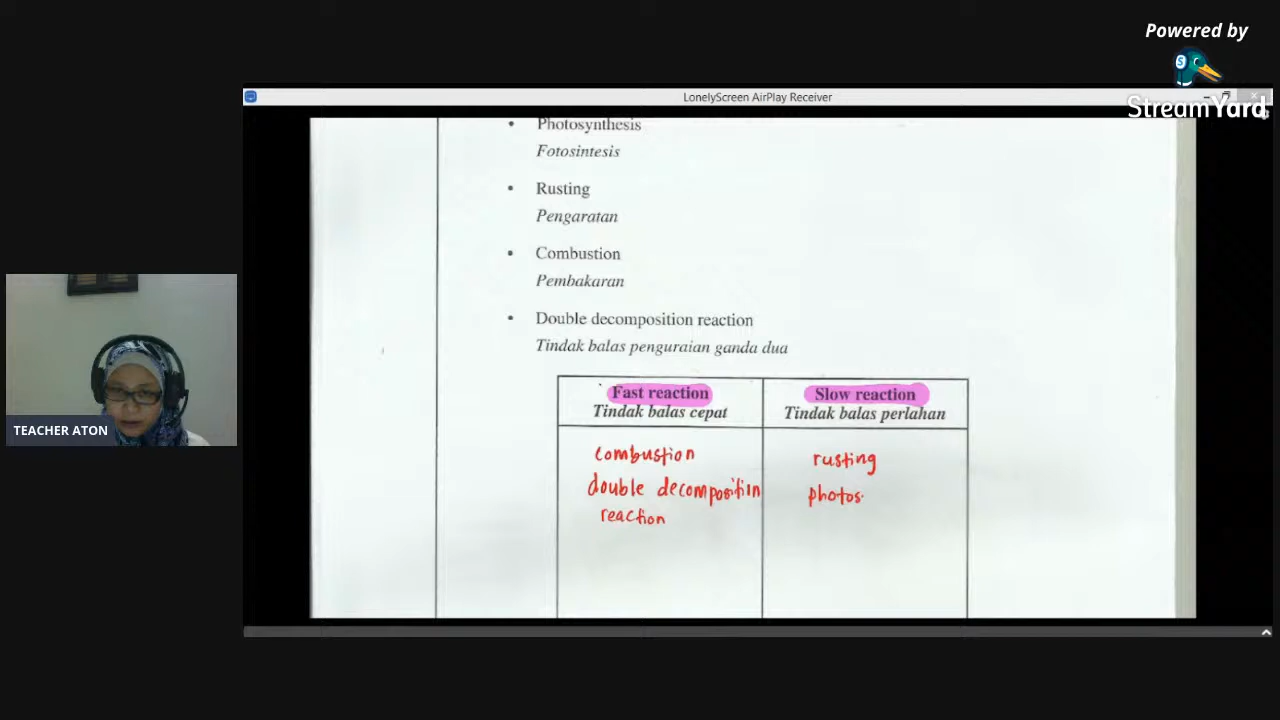 Powered by
StreamYard
LonelyScreen AirPlay Receiver
• Photosynthesis
Fotosintesis
• Rusting
Pengaratan
• Combustion
Pembakaran
• Double decomposition reaction
Tindak balas penguraian ganda dua
Fast reaction
Tindak balas cepat
combustion
double decomposition
reaction
Slow reaction
Tindak balas perlahan
rusting
photos
TEACHER ATON